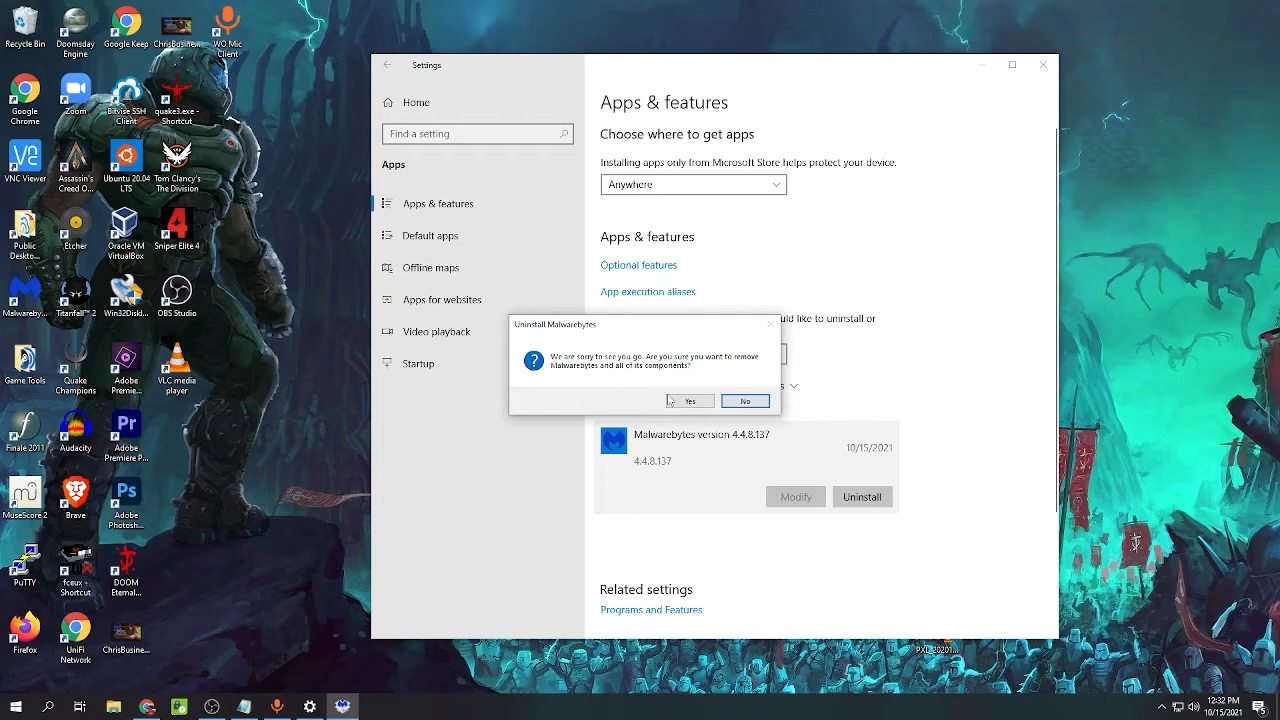 Recycle Bin
Doomsday
Engine
Google Keep
ChrisBusine...
WO Mic
Client
Google
Chrome
Zoom
Bitvise SSH
Client
quake3.exe -
Shortcut
VNC Viewer
Assassin's
Creed O...
Ubuntu 20.04
LTS
Tom Clancy's
The Division
Public
Deskto...
Etcher
Oracle VM
VirtualBox
Sniper Elite 4
Malwareby...
Titanfall™ 2
Win32Disk...
OBS Studio
Game Tools
Quake
Champions
Adobe
Premie...
VLC media
player
Finale 2011
Audacity
Adobe
Premiere P...
MuseScore 2
Brave
Adobe
Photoshop...
PuTTY
fceux -
Shortcut
DOOM
Eternal...
Firefox
UniFi
Network
ChrisBusine...
Settings
Home
Find a setting
Apps
Apps & features
Default apps
Offline maps
Apps for websites
Video playback
Startup
Apps & features
Choose where to get apps
Installing apps only from Microsoft Store helps protect your device.
Anywhere
Apps & features
Optional features
App execution aliases
uld like to uninstall or
Uninstall Malwarebytes
We are sorry to see you go. Are you sure you want to remove
Malwarebytes and all of its components?
Yes
No
Malwarebytes version 4.4.8.137
10/15/2021
4.4.8.137
Modify
Uninstall
Related settings
Programs and Features
PXL_20201...
12:32 PM
10/15/2021